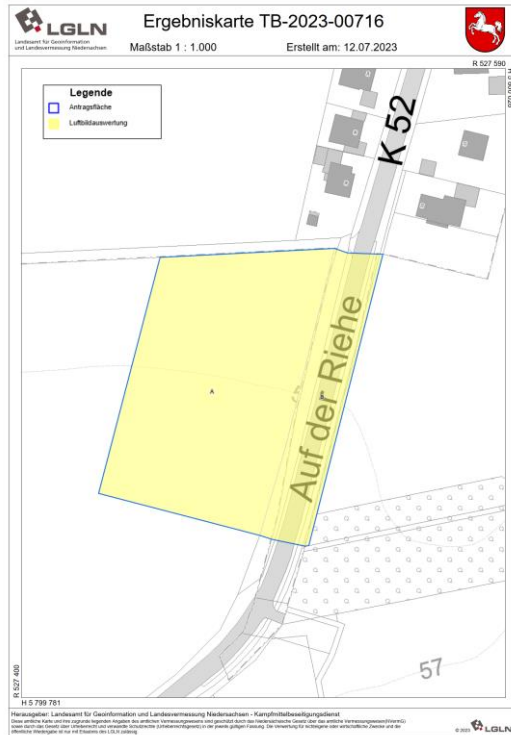 LGLN
Landesamt für Geoinformation
und Landesvermessung Niedersachsen
Ergebniskarte TB-2023-00716
Maßstab 1 : 1.000
Erstellt am: 12.07.2023
R 527 590
Legende
Antragsfläche
Luftbildauswertung
K 52
A
Auf der Riehe
57
R 527 400
H 5 799 781
Herausgeber: Landesamt für Geoinformation und Landesvermessung Niedersachsen - Kampfmittelbeseitigungsdienst
© 2023 LGLN